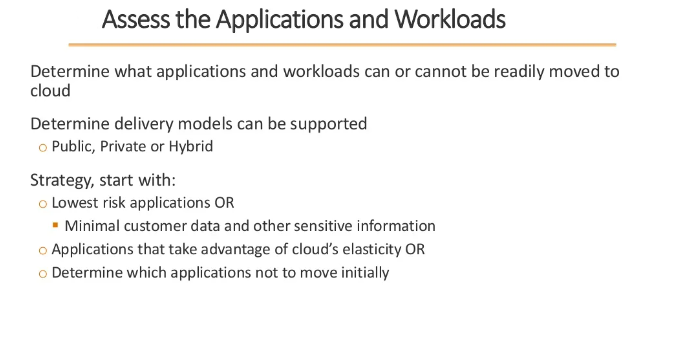 Assess the Applications and Workloads
Determine what applications and workloads can or cannot be readily moved to
cloud
Determine delivery models can be supported
Public, Private or Hybrid
Strategy, start with:
Lowest risk applications OR
Minimal customer data and other sensitive information
Applications that take advantage of cloud’s elasticity OR
Determine which applications not to move initially